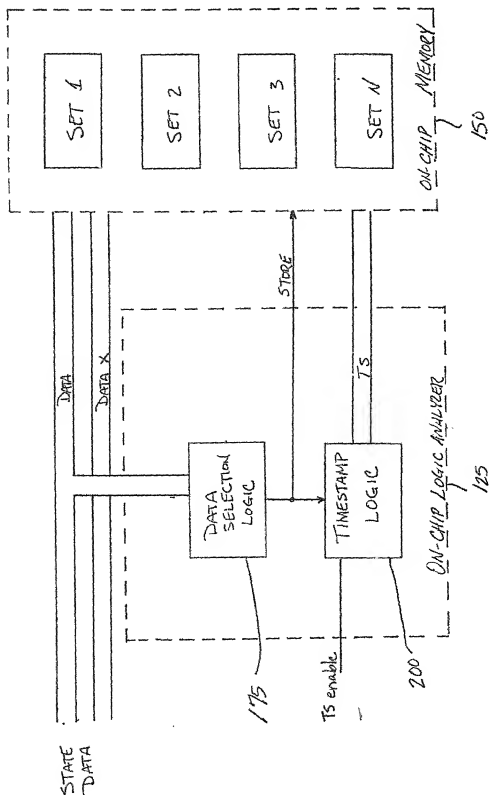 STATE
DATA
DATA
DATA X
DATA
SELECTION
LOGIC
175
STORE
TS enable
TIMESTAMP
LOGIC
200
TS
ON-CHIP LOGIC ANALYZER
125
SET 1
SET 2
SET 3
SET N
ON-CHIP MEMORY
150